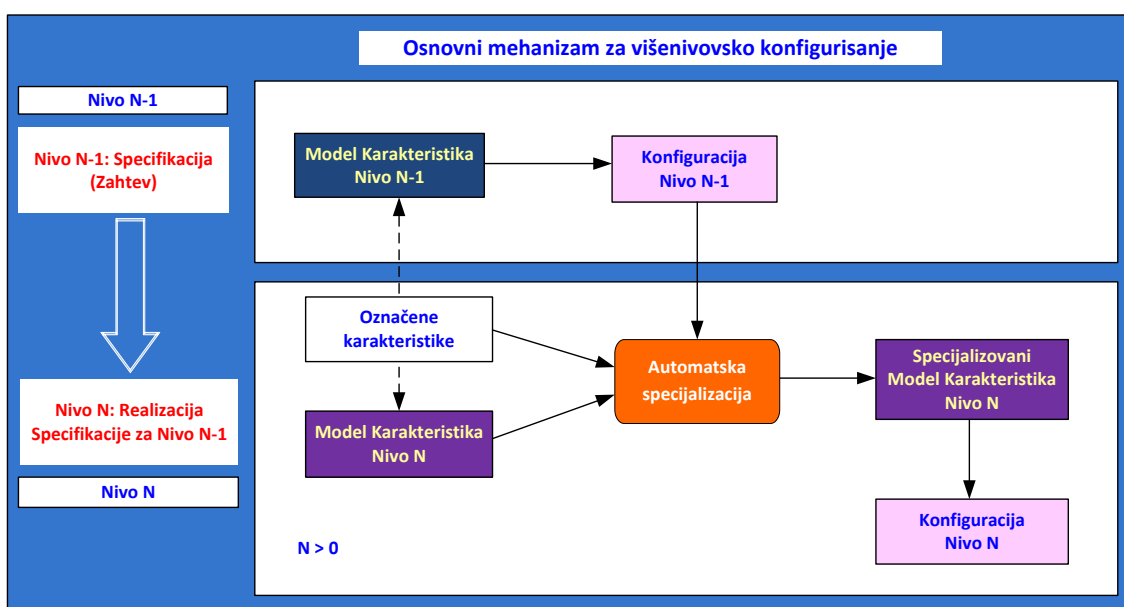 Osnovni mehanizam za višenivovsko konfigurisanje
Nivo N-1
Nivo N-1: Specifikacija
(Zahtev)
Model Karakteristika
Nivo N-1
Konfiguracija
Nivo N-1
Označene
karakteristike
Automatska
specijalizacija
Specijalizovani
Model Karakteristika
Nivo N
Nivo N: Realizacija
Specifikacije za Nivo N-1
Model Karakteristika
Nivo N
Nivo N
Konfiguracija
Nivo N
N > 0